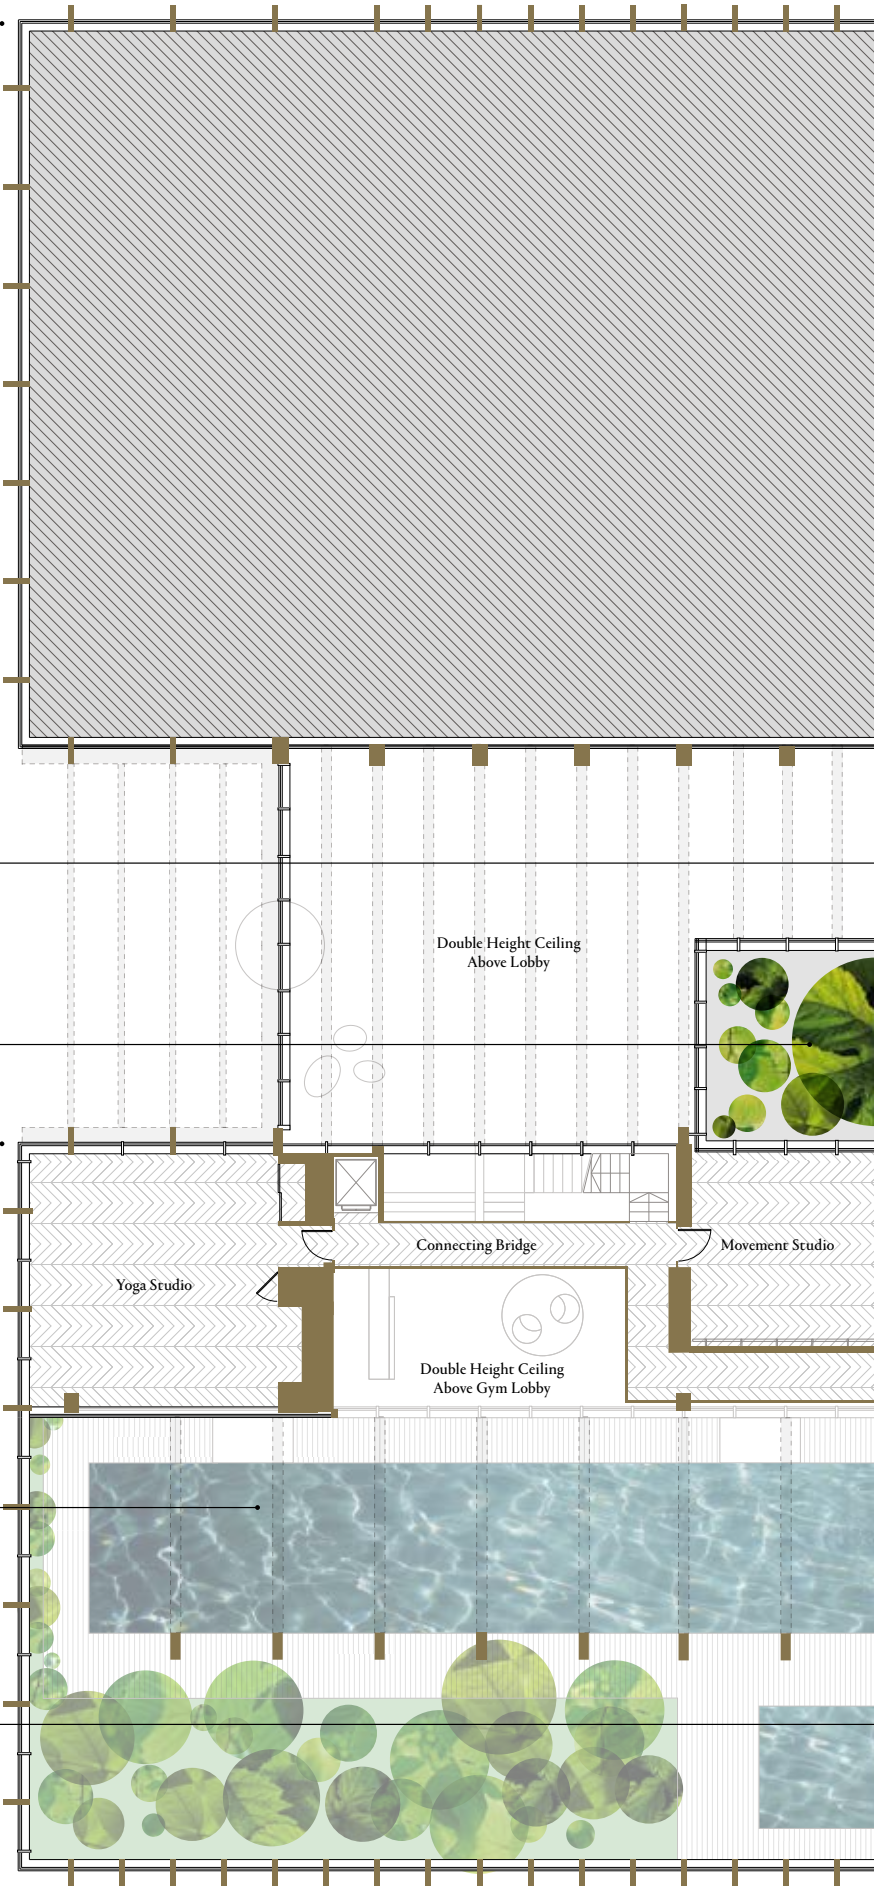 Double Height Ceiling
Above Lobby
Connecting Bridge
Movement Studio
Yoga Studio
Double Height Ceiling
Above Gym Lobby